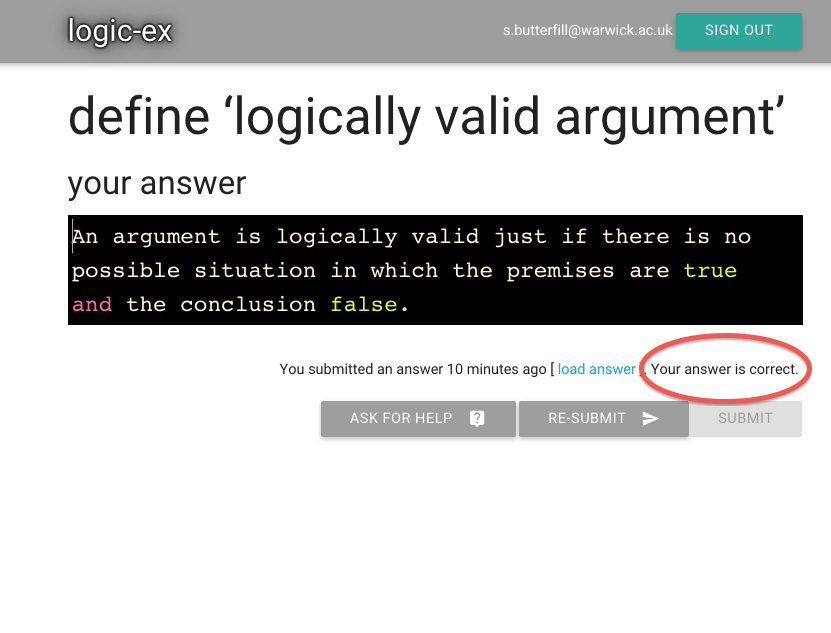 logic-ex
s.butterfill@warwick.ac.uk SIGN OUT
define ‘logically valid argument’
your answer
An argument is logically valid just if there is no
possible situation in which the premises are true
and the conclusion false.
You submitted an answer 10 minutes ago [ load answer ]. Your answer is correct.
ASK FOR HELP RE-SUBMIT SUBMIT